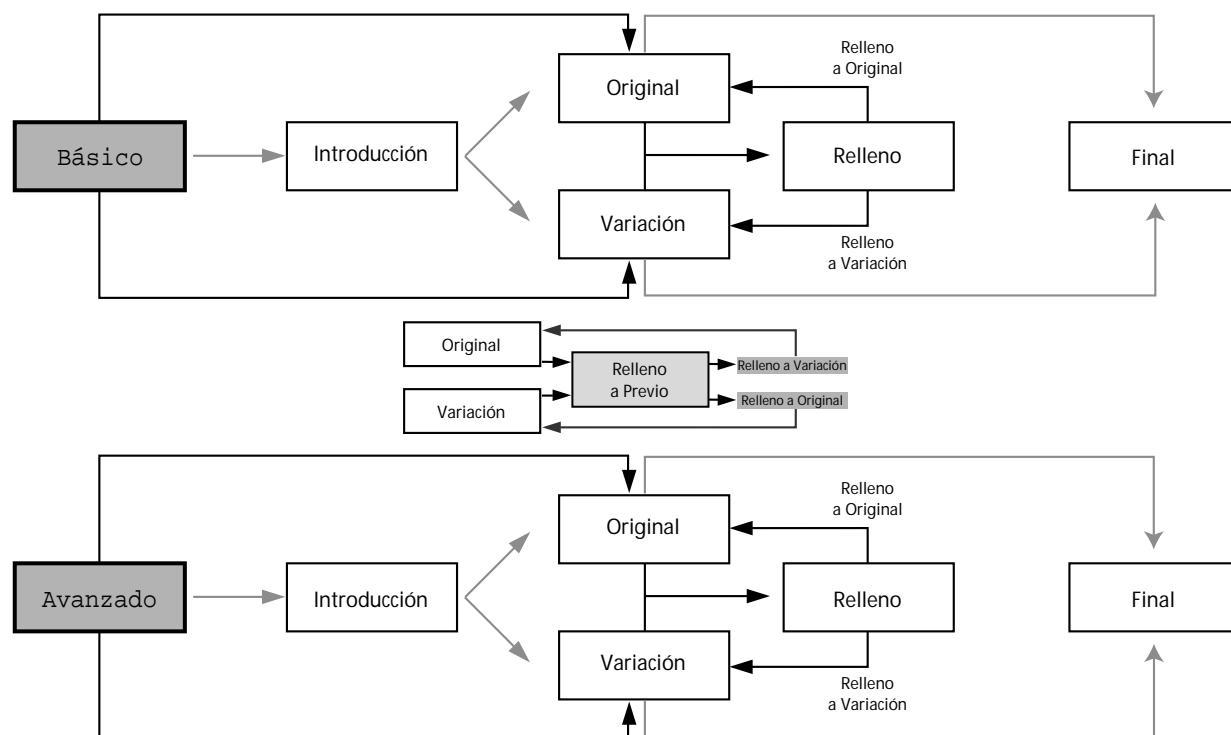 Relleno
a Original
Original
Básico
Introducción
Relleno
Final
Variación
Relleno
a Variación
Original
Relleno
a Previo
Relleno a Variación
Variación
Relleno a Original
Relleno
a Original
Original
Avanzado
Introducción
Relleno
Final
Variación
Relleno
a Variación